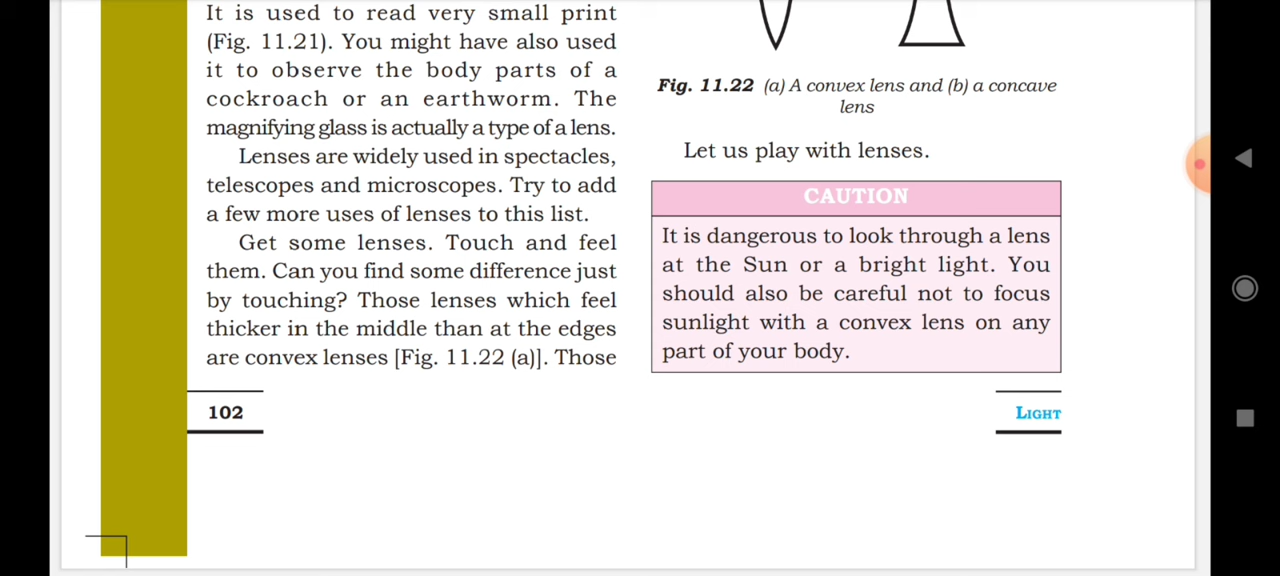 It is used to read very small print
(Fig. 11.21). You might have also used
it to observe the body parts of a
cockroach or an earthworm. The
magnifying glass is actually a type of a lens.
Lenses are widely used in spectacles,
telescopes and microscopes. Try to add
a few more uses of lenses to this list.
Get some lenses. Touch and feel
them. Can you find some difference just
by touching? Those lenses which feel
thicker in the middle than at the edges
are convex lenses [Fig. 11.22 (a)]. Those
Fig. 11.22 (a) A convex lens and (b) a concave
lens
Let us play with lenses.
CAUTION
It is dangerous to look through a lens
at the Sun or a bright light. You
should also be careful not to focus
sunlight with a convex lens on any
part of your body.
102
LIGHT